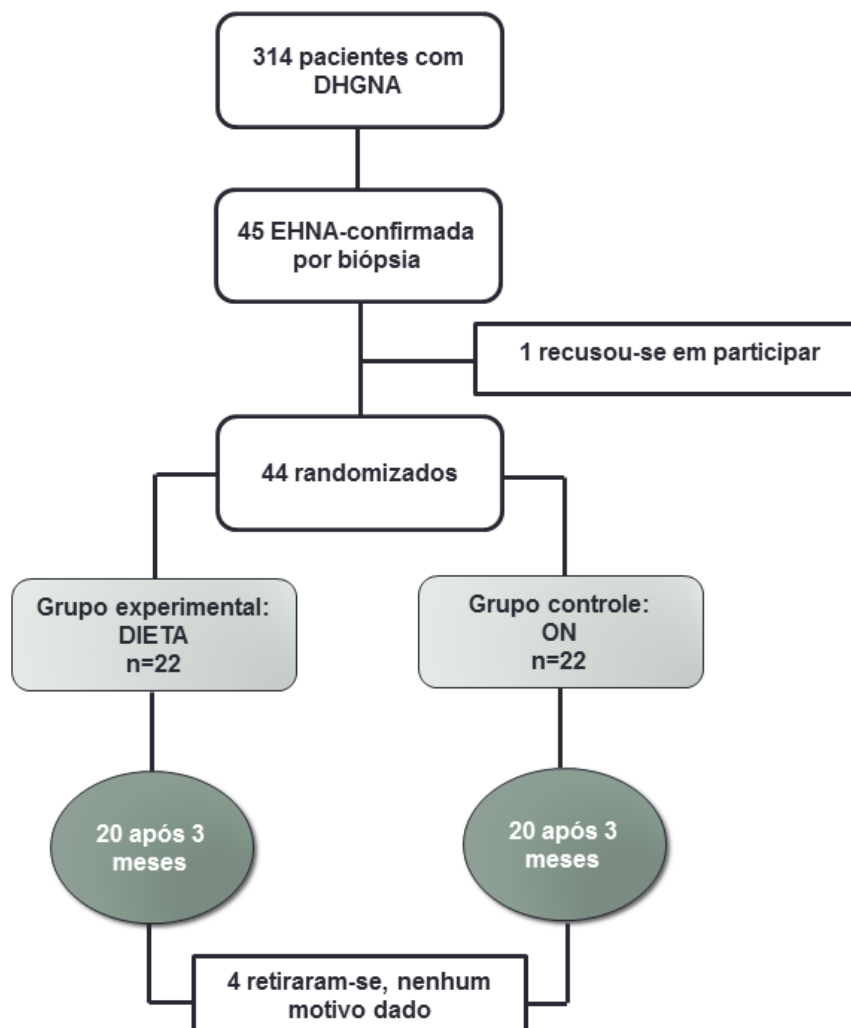 314 pacientes com
DHGNA
45 EHNA-confirmada
por biópsia
1 recusou-se em participar
44 randomizados
Grupo experimental:
DIETA
n=22
Grupo controle:
ON
n=22
20 após 3
meses
20 após 3
meses
4 retiraram-se, nenhum
motivo dado